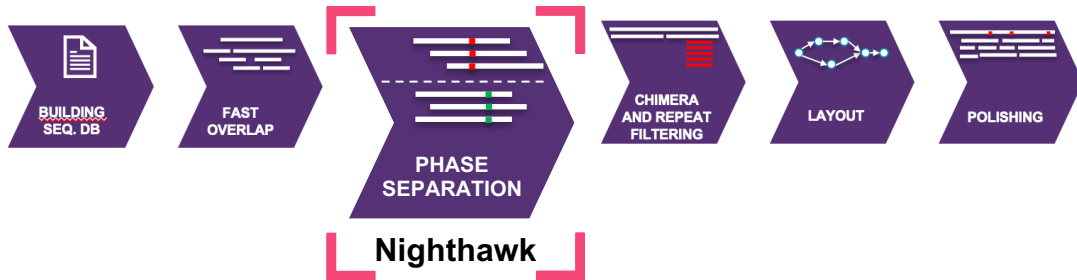 BUILDING
SEQ. DB
FAST
OVERLAP
PHASE
SEPARATION
Nighthawk
CHIMERA
AND REPEAT
FILTERING
LAYOUT
POLISHING